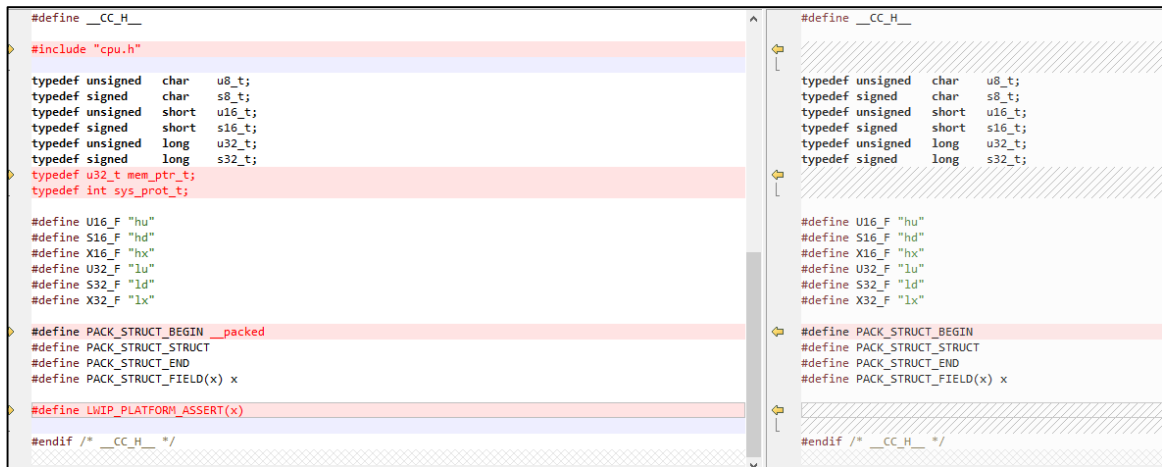 #define __CC_H__
#include "cpu.h"
typedef unsigned char u8_t;
typedef signed char s8_t;
typedef unsigned short u16_t;
typedef signed short s16_t;
typedef unsigned long u32_t;
typedef signed long s32_t;
typedef u32_t mem_ptr_t;
typedef int sys_prot_t;
#define U16_F "hu"
#define S16_F "hd"
#define X16_F "hx"
#define U32_F "lu"
#define S32_F "ld"
#define X32_F "lx"
#define PACK_STRUCT_BEGIN __packed
#define PACK_STRUCT_STRUCT
#define PACK_STRUCT_END
#define PACK_STRUCT_FIELD(x) x
#define LWIP_PLATFORM_ASSERT(x)
#endif /* __CC_H__ */
#define __CC_H__
typedef unsigned char u8_t;
typedef signed char s8_t;
typedef unsigned short u16_t;
typedef signed short s16_t;
typedef unsigned long u32_t;
typedef signed long s32_t;
#define U16_F "hu"
#define S16_F "hd"
#define X16_F "hx"
#define U32_F "lu"
#define S32_F "ld"
#define X32_F "lx"
#define PACK_STRUCT_BEGIN
#define PACK_STRUCT_STRUCT
#define PACK_STRUCT_END
#define PACK_STRUCT_FIELD(x) x
#endif /* __CC_H__ */